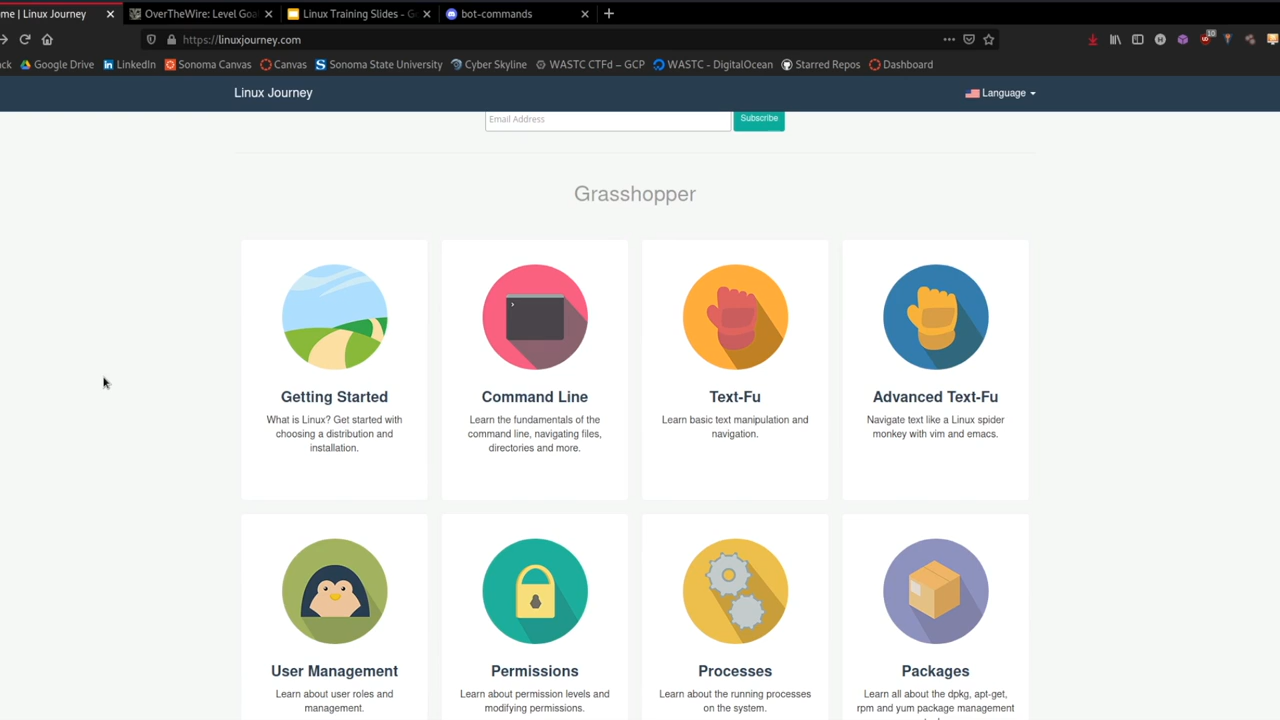 me | Linux Journey
OverTheWire: Level Goal
Linux Training Slides - G
bot-commands
https://linuxjourney.com
10
ck
Google Drive
LinkedIn
Sonoma Canvas
Canvas
Sonoma State University
Cyber Skyline
WASTC CTFd – GCP
WASTC - DigitalOcean
Starred Repos
Dashboard
Linux Journey
Language
Email Address
Subscribe
Grasshopper
Getting Started
What is Linux? Get started with
choosing a distribution and
installation.
Command Line
Learn the fundamentals of the
command line, navigating files,
directories and more.
Text-Fu
Learn basic text manipulation and
navigation.
Advanced Text-Fu
Navigate text like a Linux spider
monkey with vim and emacs.
User Management
Learn about user roles and
management.
Permissions
Learn about permission levels and
modifying permissions.
Processes
Learn about the running processes
on the system.
Packages
Learn all about the dpkg, apt-get,
rpm and yum package management